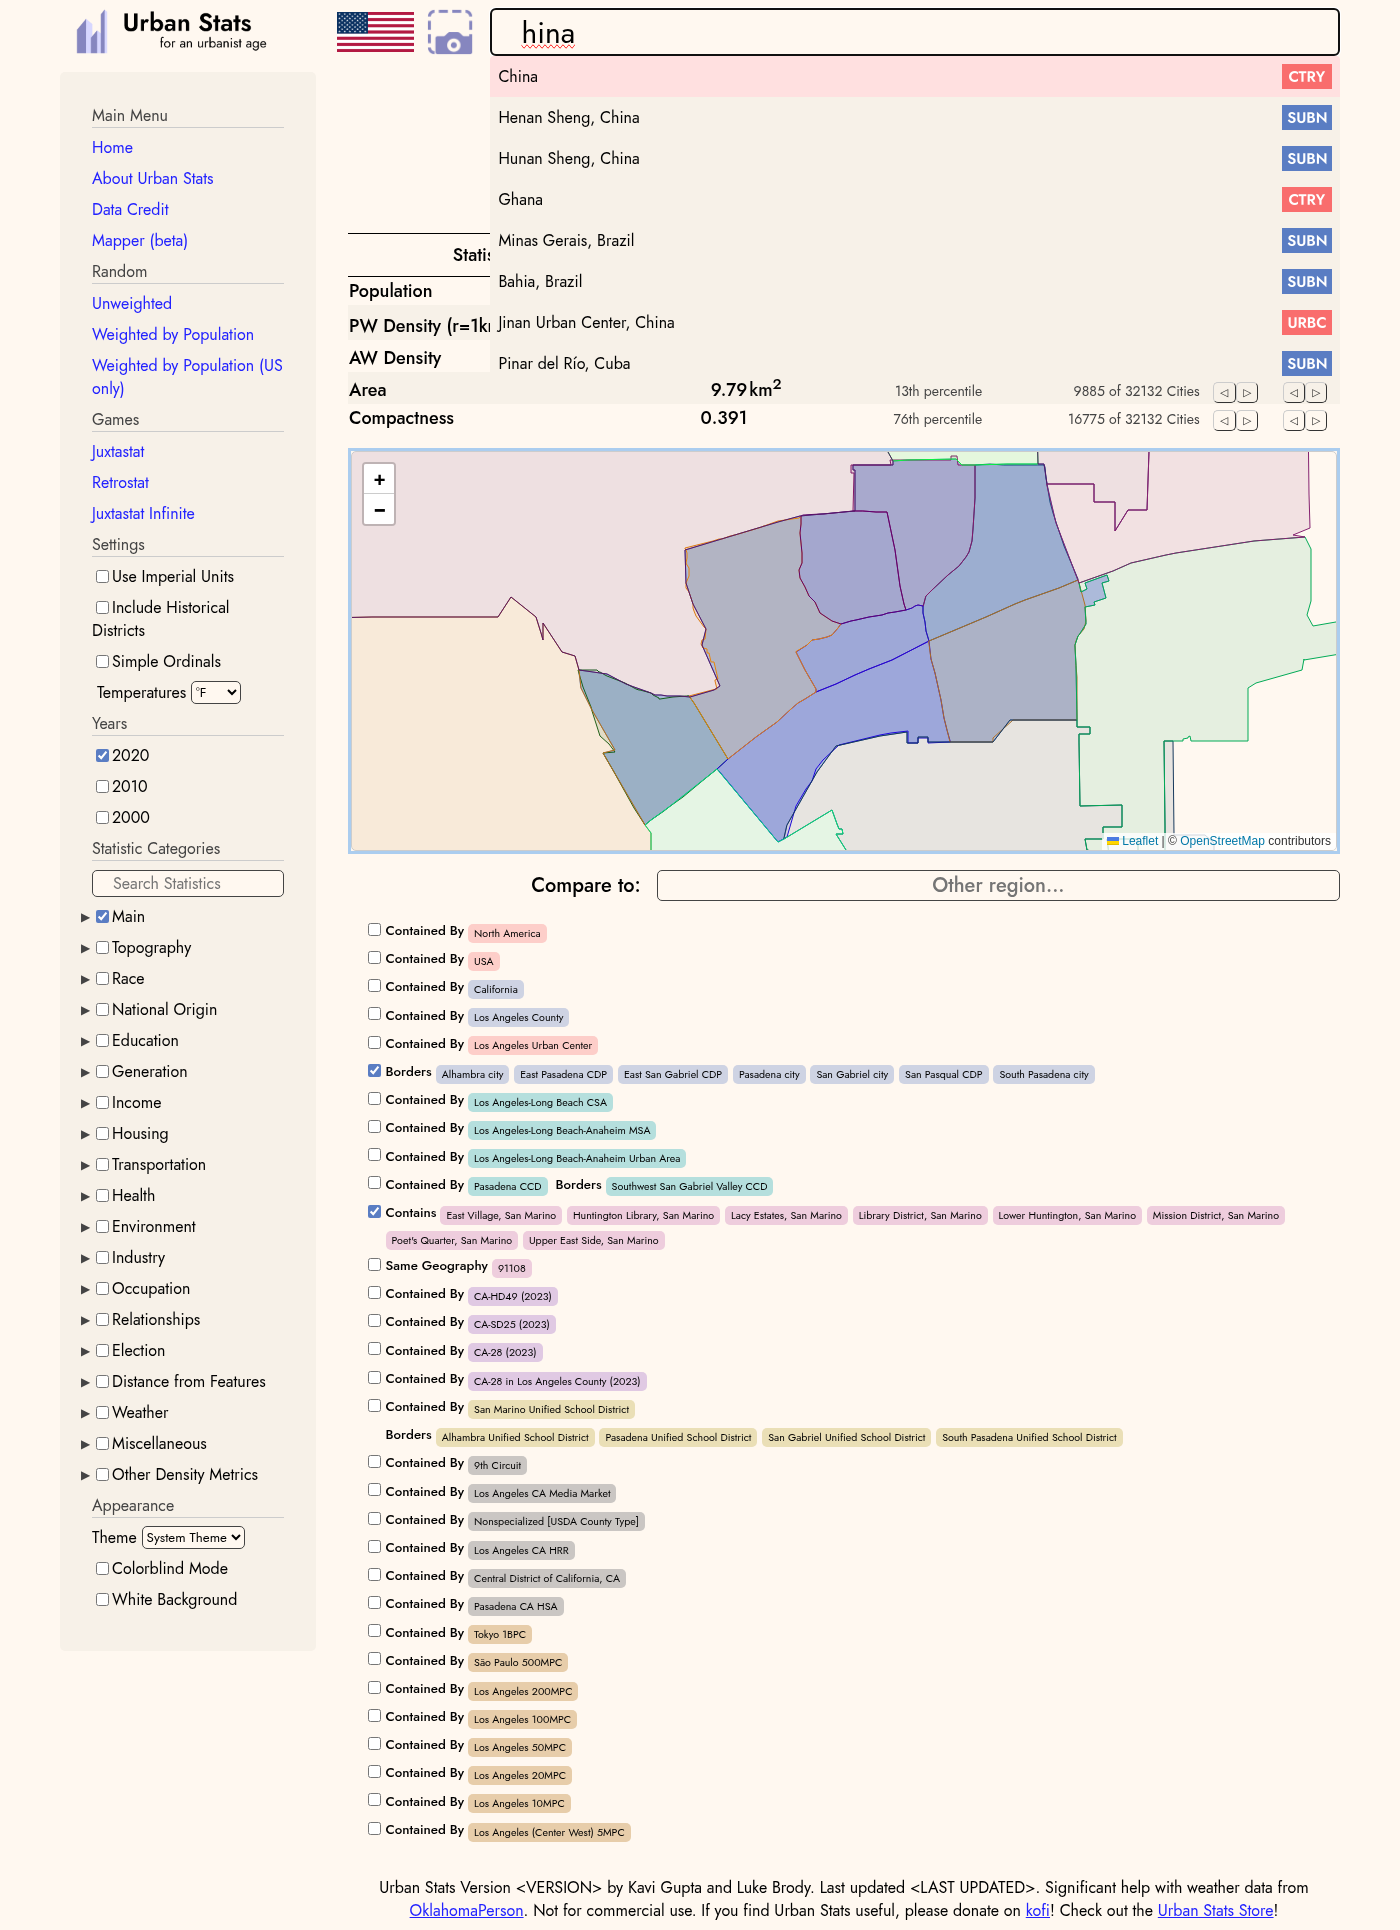 Urban Stats
for an urbanist age
hina
China CTRY
Henan Sheng, China SUBN
Hunan Sheng, China SUBN
Ghana CTRY
Minas Gerais, Brazil SUBN
Bahia, Brazil SUBN
Jinan Urban Center, China URBC
Pinar del Río, Cuba SUBN
Main Menu
Home
About Urban Stats
Data Credit
Mapper (beta)
Random
Unweighted
Weighted by Population
Weighted by Population (US
only)
Games
Juxtastat
Retrostat
Juxtastat Infinite
Settings
Use Imperial Units
Include Historical
Districts
Simple Ordinals
Temperatures °F
Years
2020
2010
2000
Statistic Categories
Search Statistics
Main
Topography
Race
National Origin
Education
Generation
Income
Housing
Transportation
Health
Environment
Industry
Occupation
Relationships
Election
Distance from Features
Weather
Miscellaneous
Other Density Metrics
Appearance
Theme System Theme
Colorblind Mode
White Background
Statis
Population
PW Density (r=1k
AW Density
Area 9.79 km² 13th percentile 9885 of 32132 Cities
Compactness 0.391 76th percentile 16775 of 32132 Cities
+
−
Leaflet | © OpenStreetMap contributors
Compare to: Other region...
Contained By North America
Contained By USA
Contained By California
Contained By Los Angeles County
Contained By Los Angeles Urban Center
Borders Alhambra city East Pasadena CDP East San Gabriel CDP Pasadena city San Gabriel city San Pasqual CDP South Pasadena city
Contained By Los Angeles-Long Beach CSA
Contained By Los Angeles-Long Beach-Anaheim MSA
Contained By Los Angeles-Long Beach-Anaheim Urban Area
Contained By Pasadena CCD Borders Southwest San Gabriel Valley CCD
Contains East Village, San Marino Huntington Library, San Marino Lacy Estates, San Marino Library District, San Marino Lower Huntington, San Marino Mission District, San Marino
Poet's Quarter, San Marino Upper East Side, San Marino
Same Geography 91108
Contained By CA-HD49 (2023)
Contained By CA-SD25 (2023)
Contained By CA-28 (2023)
Contained By CA-28 in Los Angeles County (2023)
Contained By San Marino Unified School District
Borders Alhambra Unified School District Pasadena Unified School District San Gabriel Unified School District South Pasadena Unified School District
Contained By 9th Circuit
Contained By Los Angeles CA Media Market
Contained By Nonspecialized [USDA County Type]
Contained By Los Angeles CA HRR
Contained By Central District of California, CA
Contained By Pasadena CA HSA
Contained By Tokyo 1BPC
Contained By São Paulo 500MPC
Contained By Los Angeles 200MPC
Contained By Los Angeles 100MPC
Contained By Los Angeles 50MPC
Contained By Los Angeles 20MPC
Contained By Los Angeles 10MPC
Contained By Los Angeles (Center West) 5MPC
Urban Stats Version <VERSION> by Kavi Gupta and Luke Brody. Last updated <LAST UPDATED>. Significant help with weather data from
OklahomaPerson. Not for commercial use. If you find Urban Stats useful, please donate on kofi! Check out the Urban Stats Store!